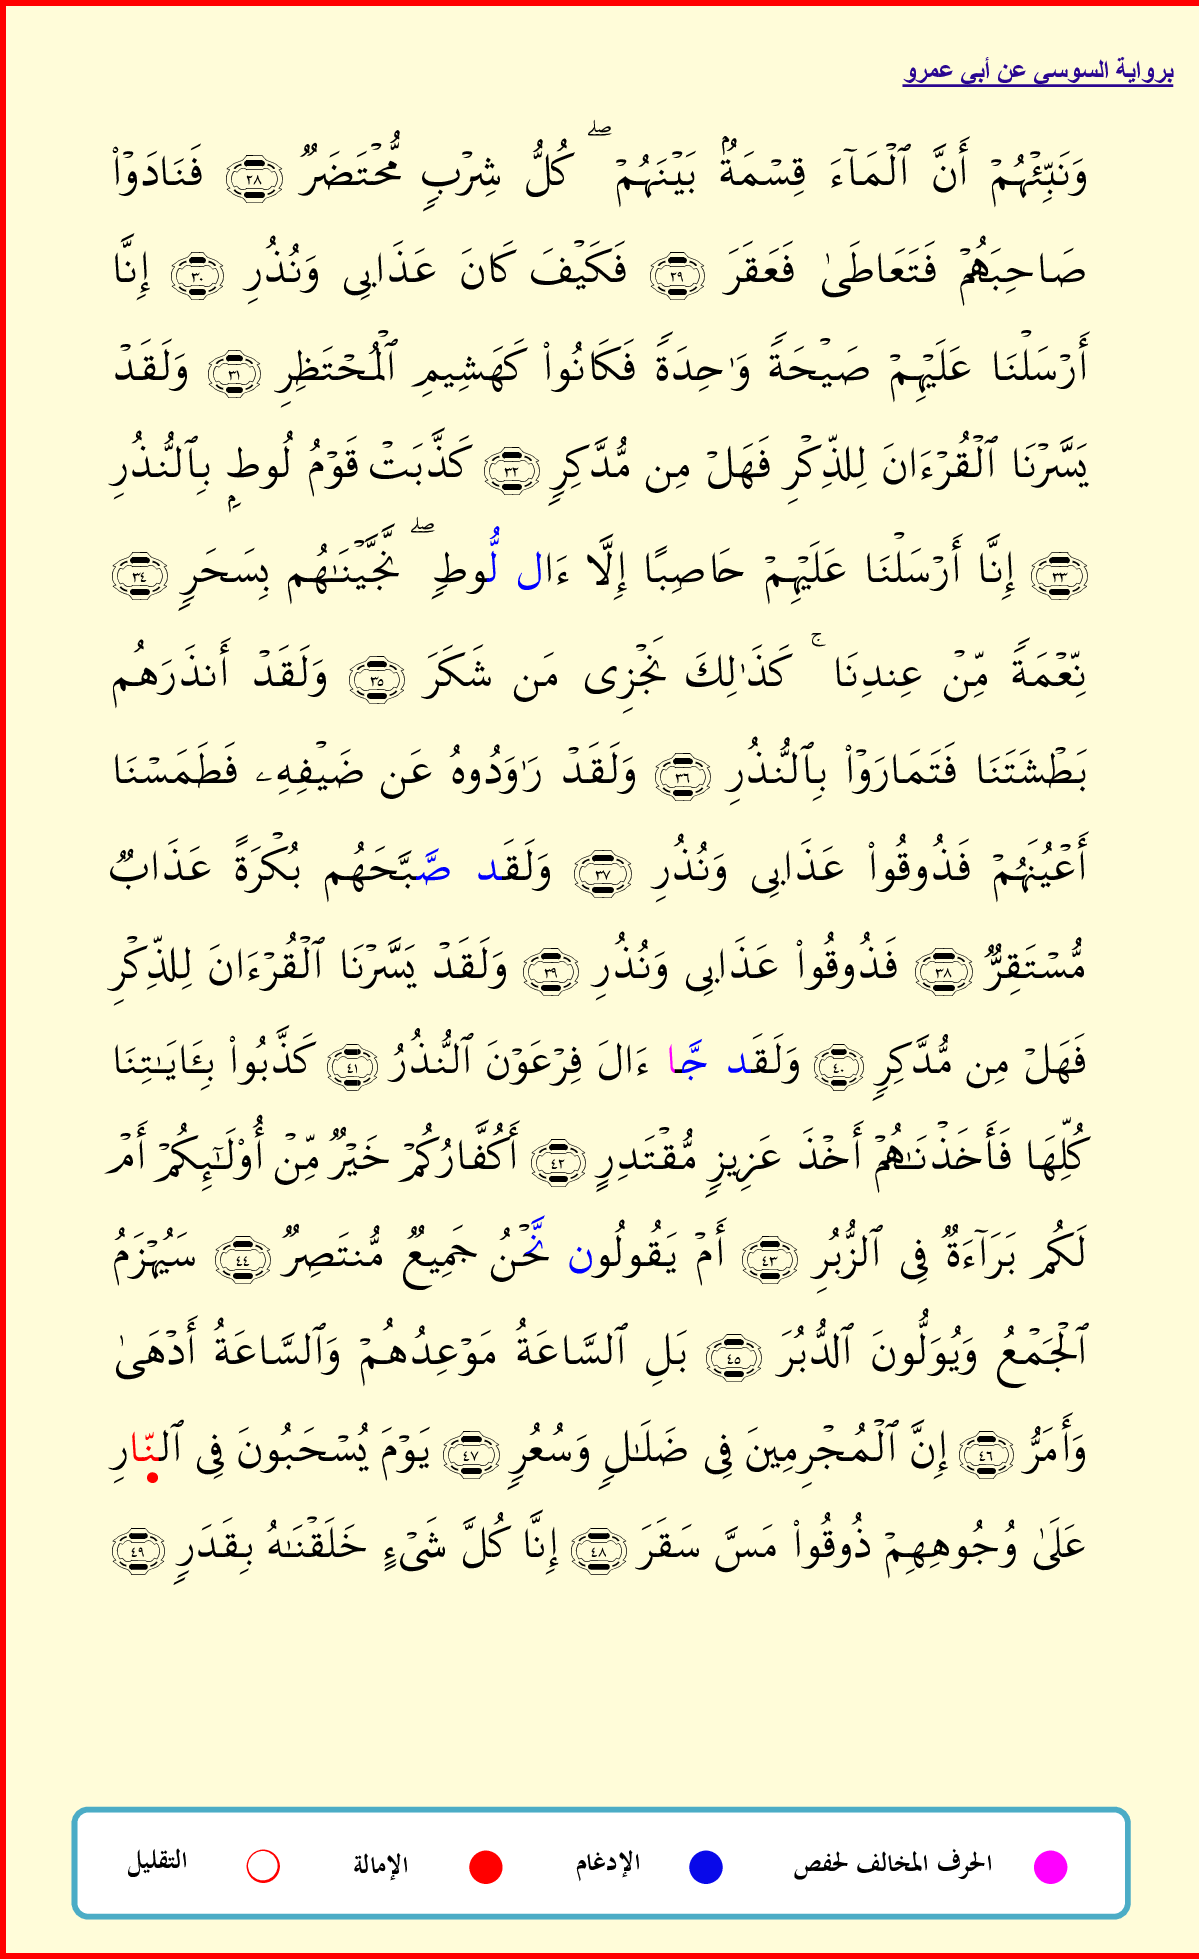 برواية السوسي عن أبي عمرو
وَنَبِّئْهُمْ أَنَّ ٱلْمَآءَ قِسْمَةٌۢ بَيْنَهُمْ ۖ كُلُّ شِرْبٍ مُّحْتَضَرٌ ٢٨ فَنَادَوْا۟
صَاحِبَهُمْ فَتَعَاطَىٰ فَعَقَرَ ٢٩ فَكَيْفَ كَانَ عَذَابِى وَنُذُرِ ٣٠ إِنَّا
أَرْسَلْنَا عَلَيْهِمْ صَيْحَةً وَٰحِدَةً فَكَانُوا۟ كَهَشِيمِ ٱلْمُحْتَظِرِ ٣١ وَلَقَدْ
يَسَّرْنَا ٱلْقُرْءَانَ لِلذِّكْرِ فَهَلْ مِن مُّدَّكِرٍ ٣٢ كَذَّبَتْ قَوْمُ لُوطٍۭ بِٱلنُّذُرِ
٣٣ إِنَّا أَرْسَلْنَا عَلَيْهِمْ حَاصِبًا إِلَّا ءَال لُّوطٍ ۖ نَّجَّيْنَـٰهُم بِسَحَرٍ ٣٤
نِّعْمَةً مِّنْ عِندِنَا ۚ كَذَٰلِكَ نَجْزِى مَن شَكَرَ ٣٥ وَلَقَدْ أَنذَرَهُم
بَطْشَتَنَا فَتَمَارَوْا۟ بِٱلنُّذُرِ ٣٦ وَلَقَدْ رَٰوَدُوهُ عَن ضَيْفِهِۦ فَطَمَسْنَا
أَعْيُنَهُمْ فَذُوقُوا۟ عَذَابِى وَنُذُرِ ٣٧ وَلَقَد صَّبَّحَهُم بُكْرَةً عَذَابٌ
مُّسْتَقِرٌّ ٣٨ فَذُوقُوا۟ عَذَابِى وَنُذُرِ ٣٩ وَلَقَدْ يَسَّرْنَا ٱلْقُرْءَانَ لِلذِّكْرِ
فَهَلْ مِن مُّدَّكِرٍ ٤٠ وَلَقَد جَّا ءَالَ فِرْعَوْنَ ٱلنُّذُرُ ٤١ كَذَّبُوا۟ بِـَٔايَـٰتِنَا
كُلِّهَا فَأَخَذْنَـٰهُمْ أَخْذَ عَزِيزٍ مُّقْتَدِرٍ ٤٢ أَكُفَّارُكُمْ خَيْرٌ مِّنْ أُو۟لَـٰٓئِكُمْ أَمْ
لَكُم بَرَآءَةٌ فِى ٱلزُّبُرِ ٤٣ أَمْ يَقُولُون نَّحْنُ جَمِيعٌ مُّنتَصِرٌ ٤٤ سَيُهْزَمُ
ٱلْجَمْعُ وَيُوَلُّونَ ٱلدُّبُرَ ٤٥ بَلِ ٱلسَّاعَةُ مَوْعِدُهُمْ وَٱلسَّاعَةُ أَدْهَىٰ
وَأَمَرُّ ٤٦ إِنَّ ٱلْمُجْرِمِينَ فِى ضَلَـٰلٍ وَسُعُرٍ ٤٧ يَوْمَ يُسْحَبُونَ فِى ٱلنّارِ
عَلَىٰ وُجُوهِهِمْ ذُوقُوا۟ مَسَّ سَقَرَ ٤٨ إِنَّا كُلَّ شَىْءٍ خَلَقْنَـٰهُ بِقَدَرٍ ٤٩
الحرف المخالف لحفص الإدغام الإمالة التقليل